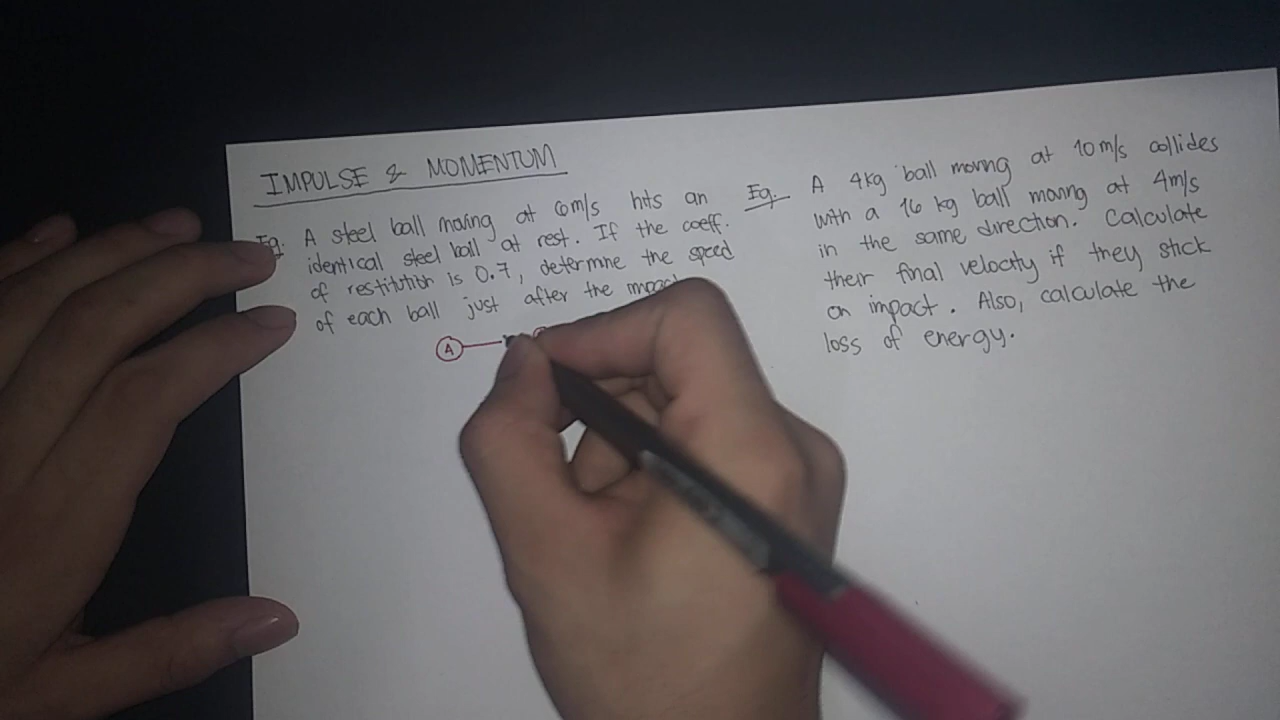 IMPULSE & MOMENTUM
Eg. A steel ball moving at 6m/s hits an
identical steel ball at rest. If the coeff.
of restitution is 0.7, determine the speed
of each ball just after the impact
A
Eg. A 4kg ball moving at 10m/s collides
with a 16 kg ball moving at 4m/s
in the same direction. Calculate
their final velocity if they stick
on impact. Also, calculate the
loss of energy.